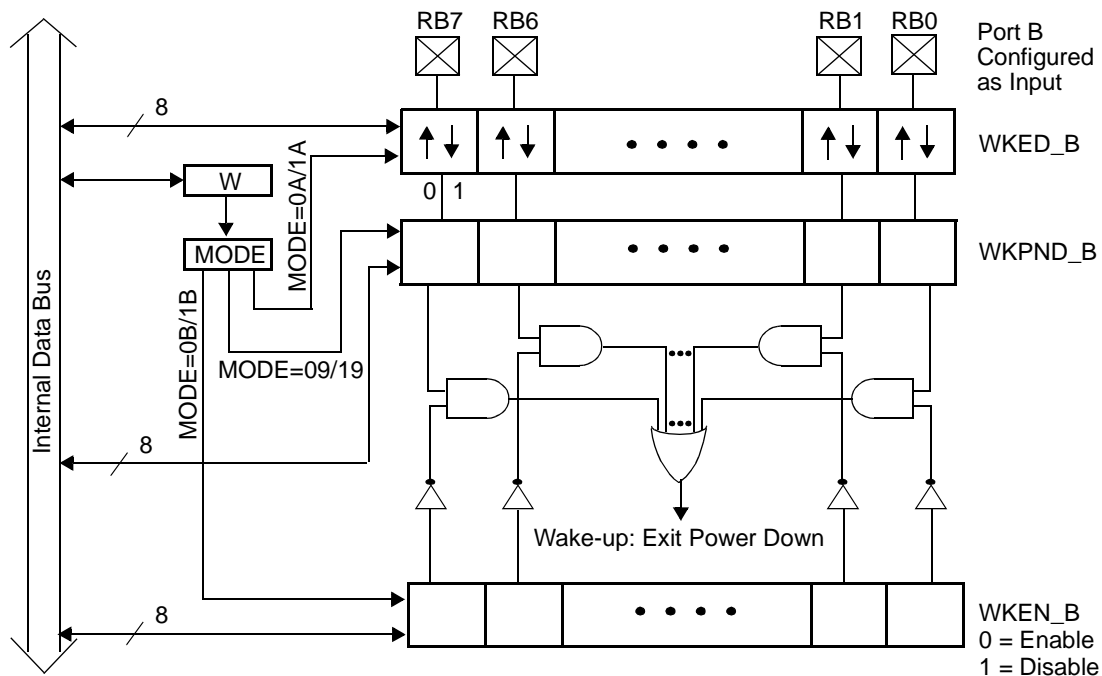 RB7 RB6 RB1 RB0
Port B
Configured
as Input
8
WKED_B
MODE=0A/1A
W
0 1
MODE
WKPND_B
MODE=0B/1B
MODE=09/19
Internal Data Bus
8
Wake-up: Exit Power Down
8
WKEN_B
0 = Enable
1 = Disable